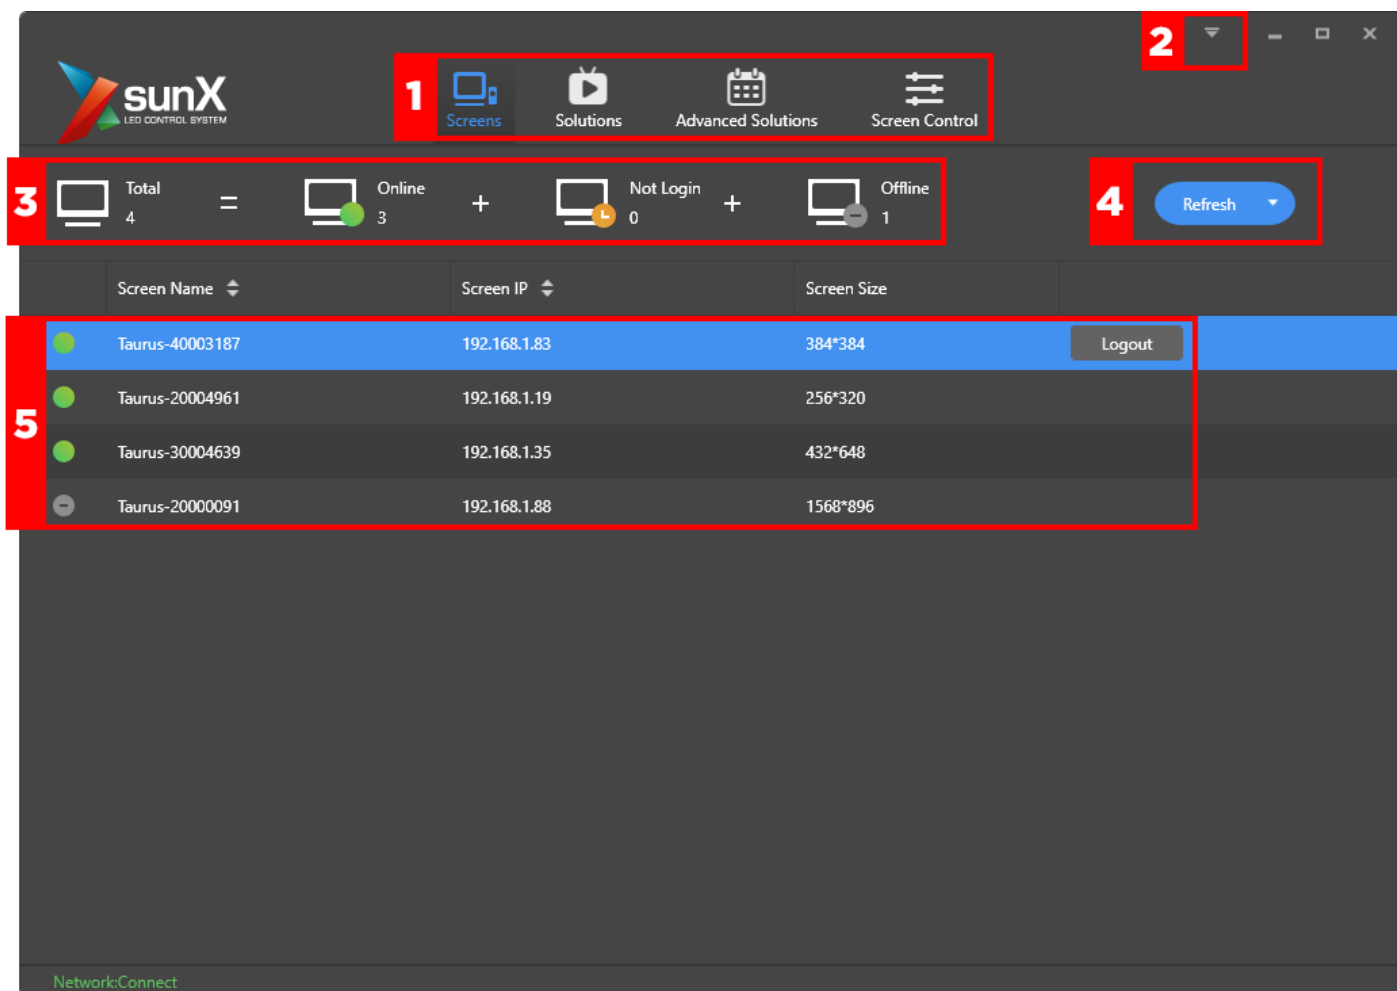 2
1
sunX
LED CONTROL SYSTEM
Screens
Solutions
Advanced Solutions
Screen Control
3
Total
4
=
Online
3
+
Not Login
0
+
Offline
1
4
Refresh
Screen Name
Screen IP
Screen Size
5
Taurus-40003187 192.168.1.83 384*384 Logout
Taurus-20004961 192.168.1.19 256*320
Taurus-30004639 192.168.1.35 432*648
Taurus-20000091 192.168.1.88 1568*896
Network:Connect